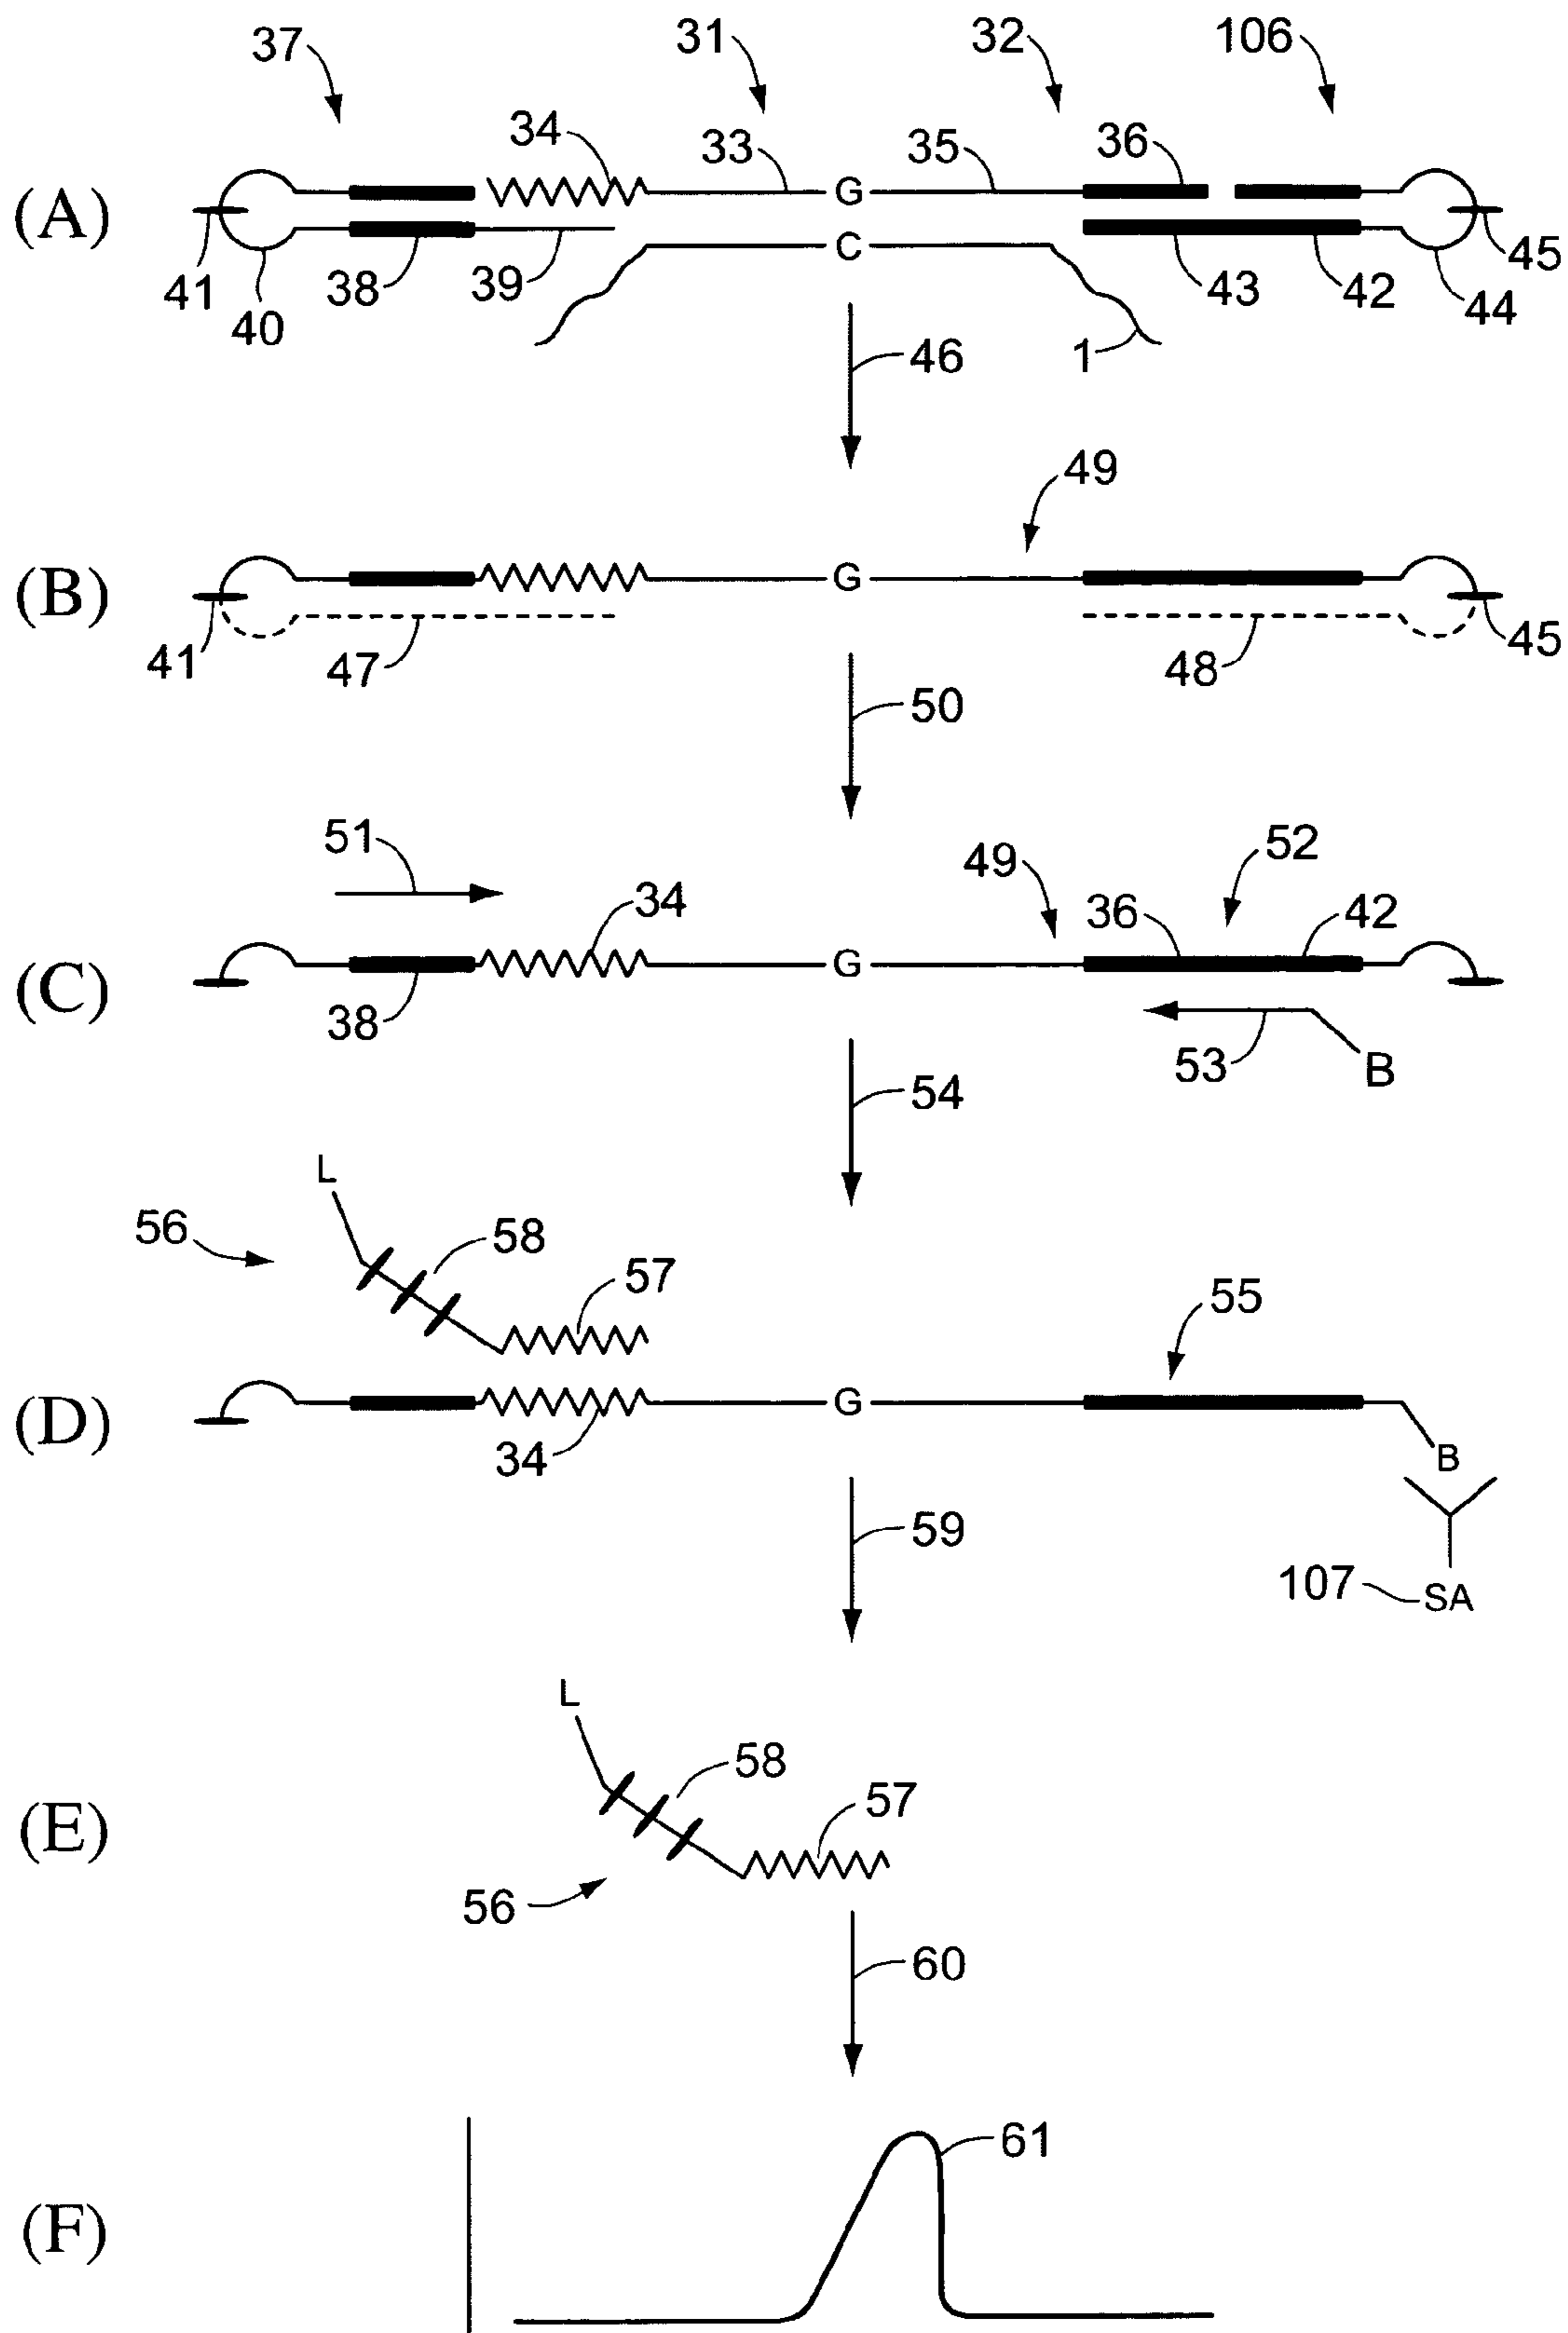 37 31 32 106
34 33 35 36
(A) G
41 40 38 39 C 1 43 42 44 45
46
49
(B) G
41 47 48 45
50
51 34 49 52 36 42
(C) G
38 53 B
54
L
56 58 57 55
(D) G
34 B
59
107 SA
L
58
57
(E)
56
60
61
(F)